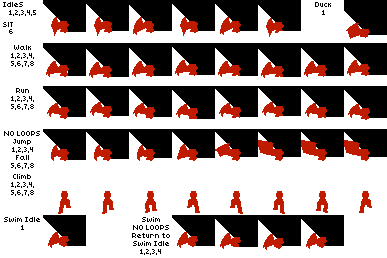 IdleS
1,2,3,4,5
SIT
6
Duck
1
Walk
1,2,3,4,
5,6,7,8
Run
1,2,3,4,
5,6,7,8
NO LOOPS
Jump
1,2,3,4
Fall
5,6,7,8
Climb
1,2,3,4,
5,6,7,8
Swim Idle
1
Swim
NO LOOPS
Return to
Swim Idle
1,2,3,4